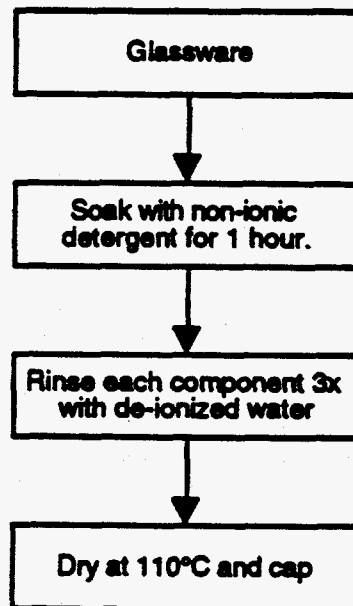 Glassware
Soak with non-ionic
detergent for 1 hour.
Rinse each component 3x
with de-ionized water
Dry at 110°C and cap